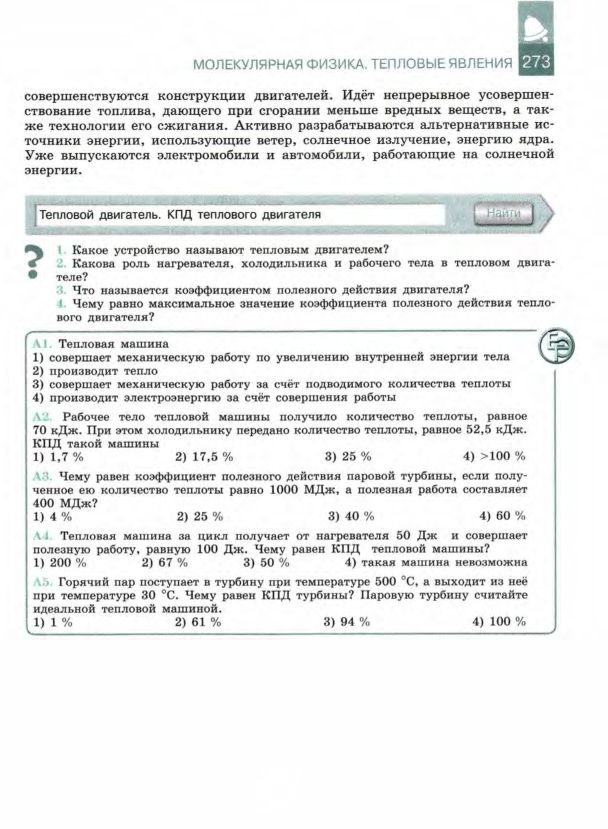 МОЛЕКУЛЯРНАЯ ФИЗИКА. ТЕПЛОВЫЕ ЯВЛЕНИЯ 273
совершенствуются конструкции двигателей. Идёт непрерывное усовершен-
ствование топлива, дающего при сгорании меньше вредных веществ, а так-
же технологии его сжигания. Активно разрабатываются альтернативные ис-
точники энергии, использующие ветер, солнечное излучение, энергию ядра.
Уже выпускаются электромобили и автомобили, работающие на солнечной
энергии.
Тепловой двигатель. КПД теплового двигателя Найти
? 1. Какое устройство называют тепловым двигателем?
2. Какова роль нагревателя, холодильника и рабочего тела в тепловом двига-
теле?
3. Что называется коэффициентом полезного действия двигателя?
4. Чему равно максимальное значение коэффициента полезного действия тепло-
вого двигателя?
А1. Тепловая машина
1) совершает механическую работу по увеличению внутренней энергии тела
2) производит тепло
3) совершает механическую работу за счёт подводимого количества теплоты
4) производит электроэнергию за счёт совершения работы
А2. Рабочее тело тепловой машины получило количество теплоты, равное
70 кДж. При этом холодильнику передано количество теплоты, равное 52,5 кДж.
КПД такой машины
1) 1,7 % 2) 17,5 % 3) 25 % 4) >100 %
А3. Чему равен коэффициент полезного действия паровой турбины, если полу-
ченное ею количество теплоты равно 1000 МДж, а полезная работа составляет
400 МДж?
1) 4 % 2) 25 % 3) 40 % 4) 60 %
А4. Тепловая машина за цикл получает от нагревателя 50 Дж и совершает
полезную работу, равную 100 Дж. Чему равен КПД тепловой машины?
1) 200 % 2) 67 % 3) 50 % 4) такая машина невозможна
А5. Горячий пар поступает в турбину при температуре 500 °С, а выходит из неё
при температуре 30 °С. Чему равен КПД турбины? Паровую турбину считайте
идеальной тепловой машиной.
1) 1 % 2) 61 % 3) 94 % 4) 100 %